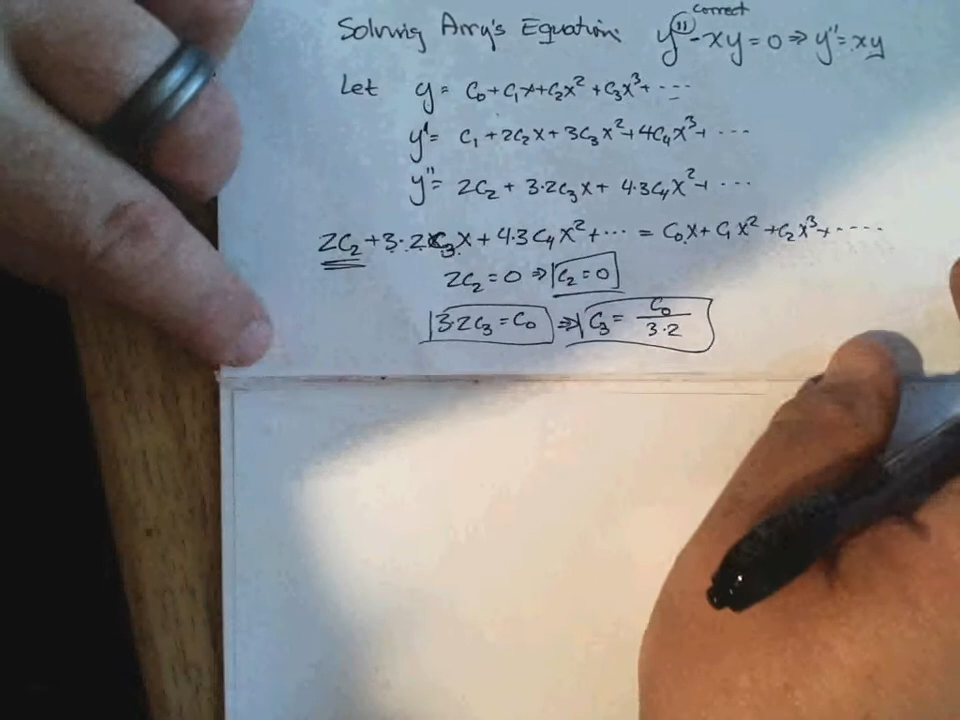 Solving Airy's Equation: y'' - xy = 0 ⇒ y'' = xy
correct
Let y = c₀ + c₁x + c₂x² + c₃x³ + ⋯
y' = c₁ + 2c₂x + 3c₃x² + 4c₄x³ + ⋯
y'' = 2c₂ + 3·2c₃x + 4·3c₄x² + ⋯
2c₂ + 3·2c₃x + 4·3c₄x² + ⋯ = c₀x + c₁x² + c₂x³ + ⋯
2c₂ = 0 ⇒ c₂ = 0
3·2c₃ = c₀ ⇒ c₃ = c₀/3·2